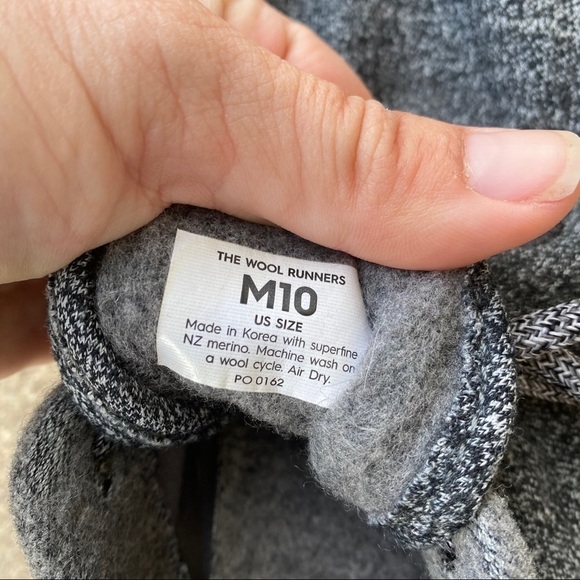 THE WOOL RUNNERS
M10
US SIZE
Made in Korea with superfine
NZ merino. Machine wash on
a wool cycle. Air Dry.
PO 0162